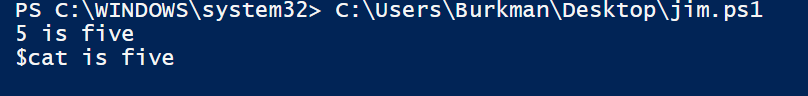 PS C:\WINDOWS\system32> C:\Users\Burkman\Desktop\jim.ps1
5 is five
$cat is five